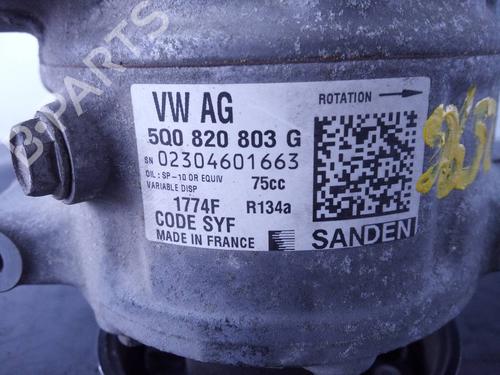 B-PARTS
VW AG
ROTATION
5Q0 820 803 G
SN 02304601663
OIL: SP-10 OR EQUIV 75cc
VARIABLE DISP
1774F R134a
CODE SYF
MADE IN FRANCE SANDEN